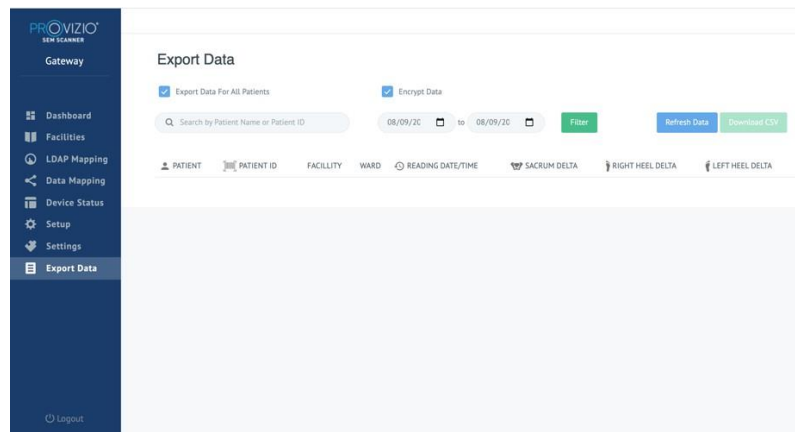 PROVIZIO®
SEM SCANNER
Gateway
Dashboard
Facilities
LDAP Mapping
Data Mapping
Device Status
Setup
Settings
Export Data
Logout
Export Data
Export Data For All Patients
Encrypt Data
Search by Patient Name or Patient ID
08/09/20 to 08/09/20
Filter
Refresh Data
Download CSV
PATIENT PATIENT ID FACILLITY WARD READING DATE/TIME SACRUM DELTA RIGHT HEEL DELTA LEFT HEEL DELTA